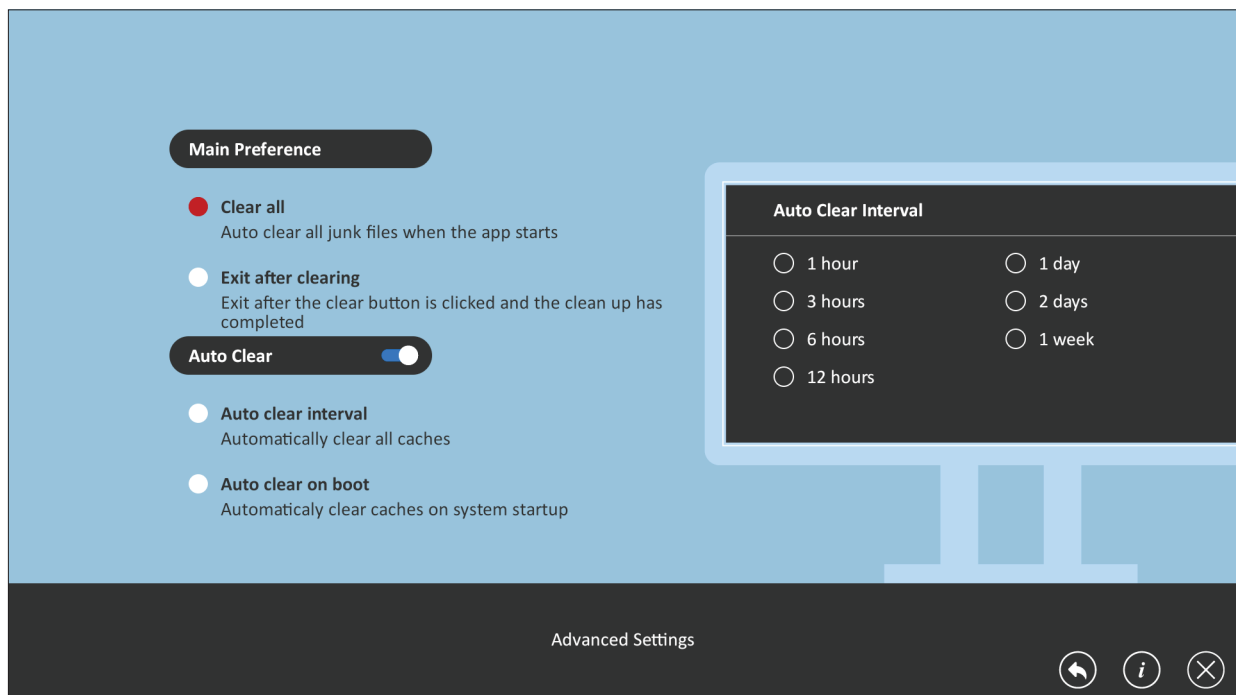 Main Preference
Clear all
Auto clear all junk files when the app starts
Exit after clearing
Exit after the clear button is clicked and the clean up has
completed
Auto Clear
Auto clear interval
Automatically clear all caches
Auto clear on boot
Automaticaly clear caches on system startup
Auto Clear Interval
1 hour
3 hours
6 hours
12 hours
1 day
2 days
1 week
Advanced Settings
i